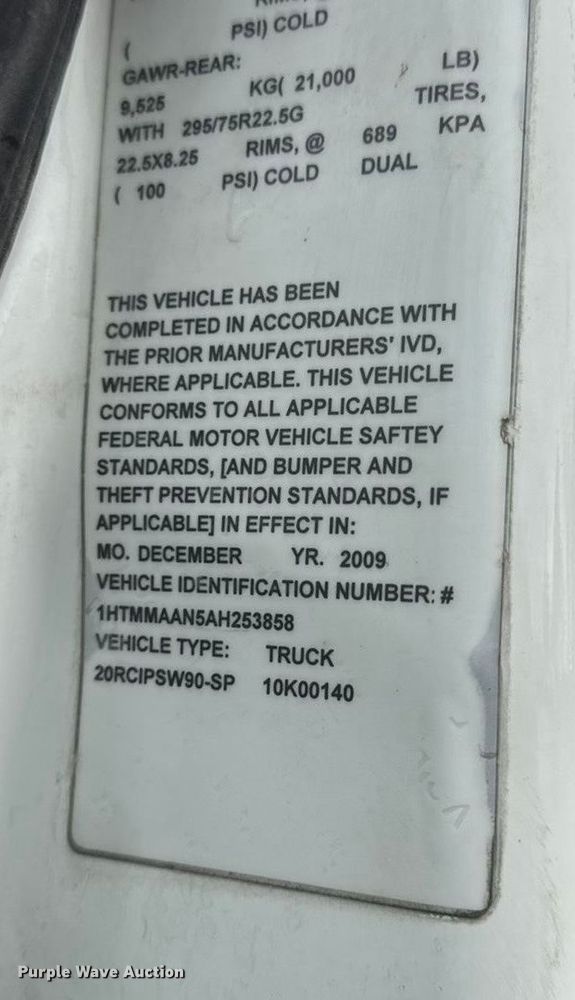 PSI) COLD
(
GAWR-REAR:
9,525 KG( 21,000 LB)
WITH 295/75R22.5G TIRES,
22.5X8.25 RIMS, @ 689 KPA
( 100 PSI) COLD DUAL
THIS VEHICLE HAS BEEN
COMPLETED IN ACCORDANCE WITH
THE PRIOR MANUFACTURERS' IVD,
WHERE APPLICABLE. THIS VEHICLE
CONFORMS TO ALL APPLICABLE
FEDERAL MOTOR VEHICLE SAFTEY
STANDARDS, [AND BUMPER AND
THEFT PREVENTION STANDARDS, IF
APPLICABLE] IN EFFECT IN:
MO. DECEMBER YR. 2009
VEHICLE IDENTIFICATION NUMBER: #
1HTMMAAN5AH253858
VEHICLE TYPE: TRUCK
20RCIPSW90-SP 10K00140
Purple Wave Auction